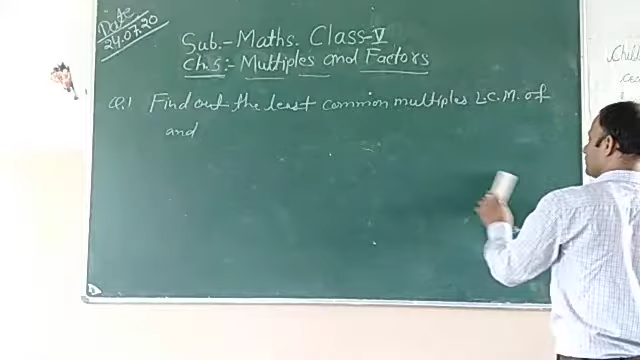 Date
24.07.20
Sub.- Maths. Class-V
Ch.5:- Multiples and Factors
Q.1 Find out the least common multiples L.C.M. of
and